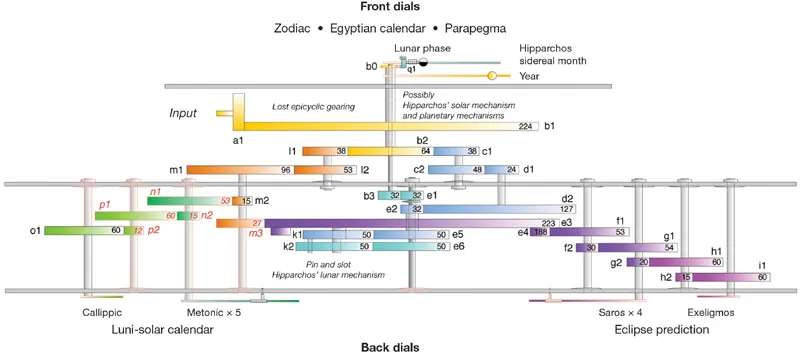 Front dials
Zodiac • Egyptian calendar • Parapegma
Lunar phase
Hipparchos'
sidereal month
b0
q1
Year
Input
Lost epicyclic gearing
Possibly
Hipparchos' solar mechanism
and planetary mechanisms
224 b1
a1
b2
l1 38 64 38 c1
m1 96 53 l2 c2 48 24 d1
b3 32 32 e1
n1 53 15 m2
e2 32 127 d2
p1 60 15 n2
27 223 e3
m3
e4 188 53 f1
o1 60 12 p2
k1 50 50 e5
k2 50 50 e6
f2 30 54 g1
g2 20 60 h1
h2 15 60 i1
Pin and slot
Hipparchos' lunar mechanism
Callippic
Metonic × 5
Saros × 4
Exeligmos
Luni-solar calendar
Eclipse prediction
Back dials